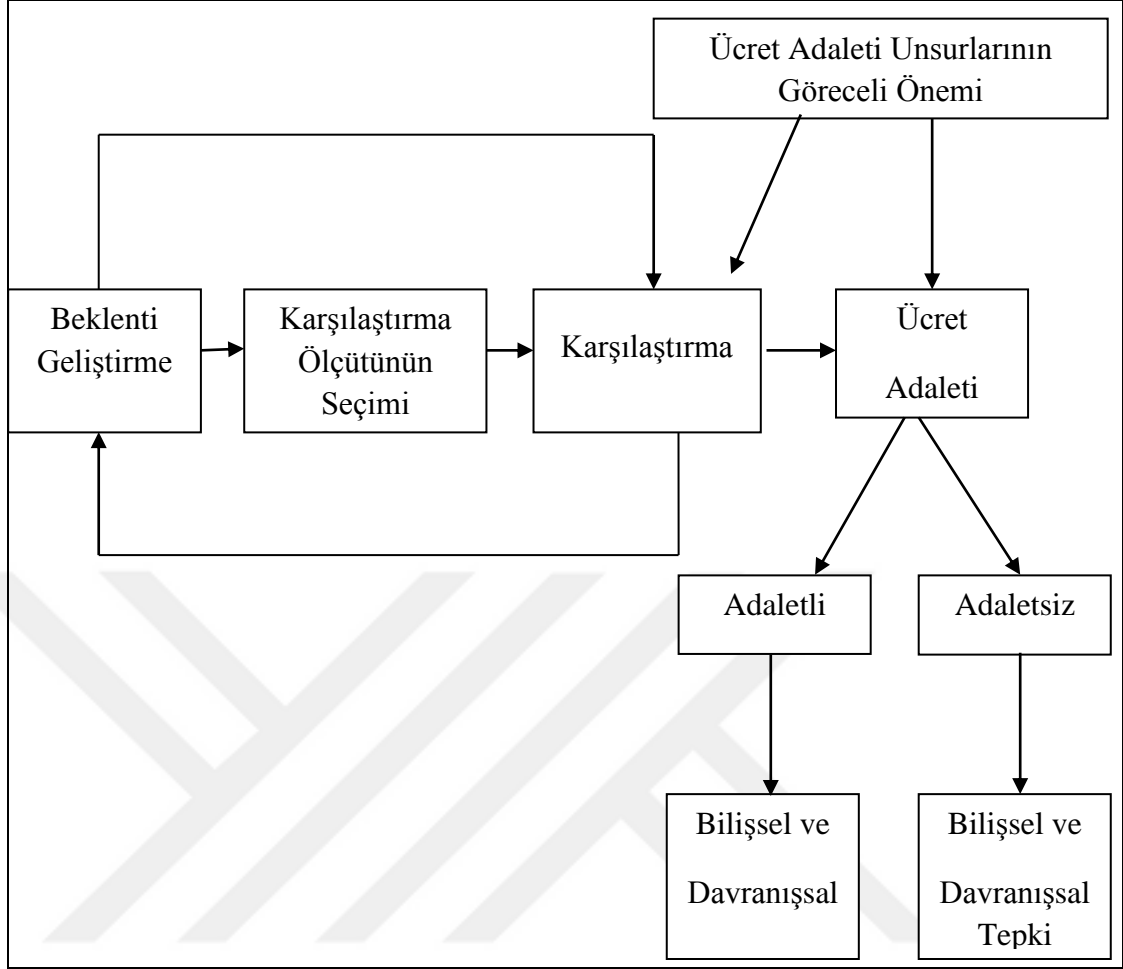 Ücret Adaleti Unsurlarının
Göreceli Önemi
Beklenti
Geliştirme
Karşılaştırma
Ölçütünün
Seçimi
Karşılaştırma
Ücret
Adaleti
Adaletli
Adaletsiz
Bilişsel ve
Davranışsal
Bilişsel ve
Davranışsal
Tepki